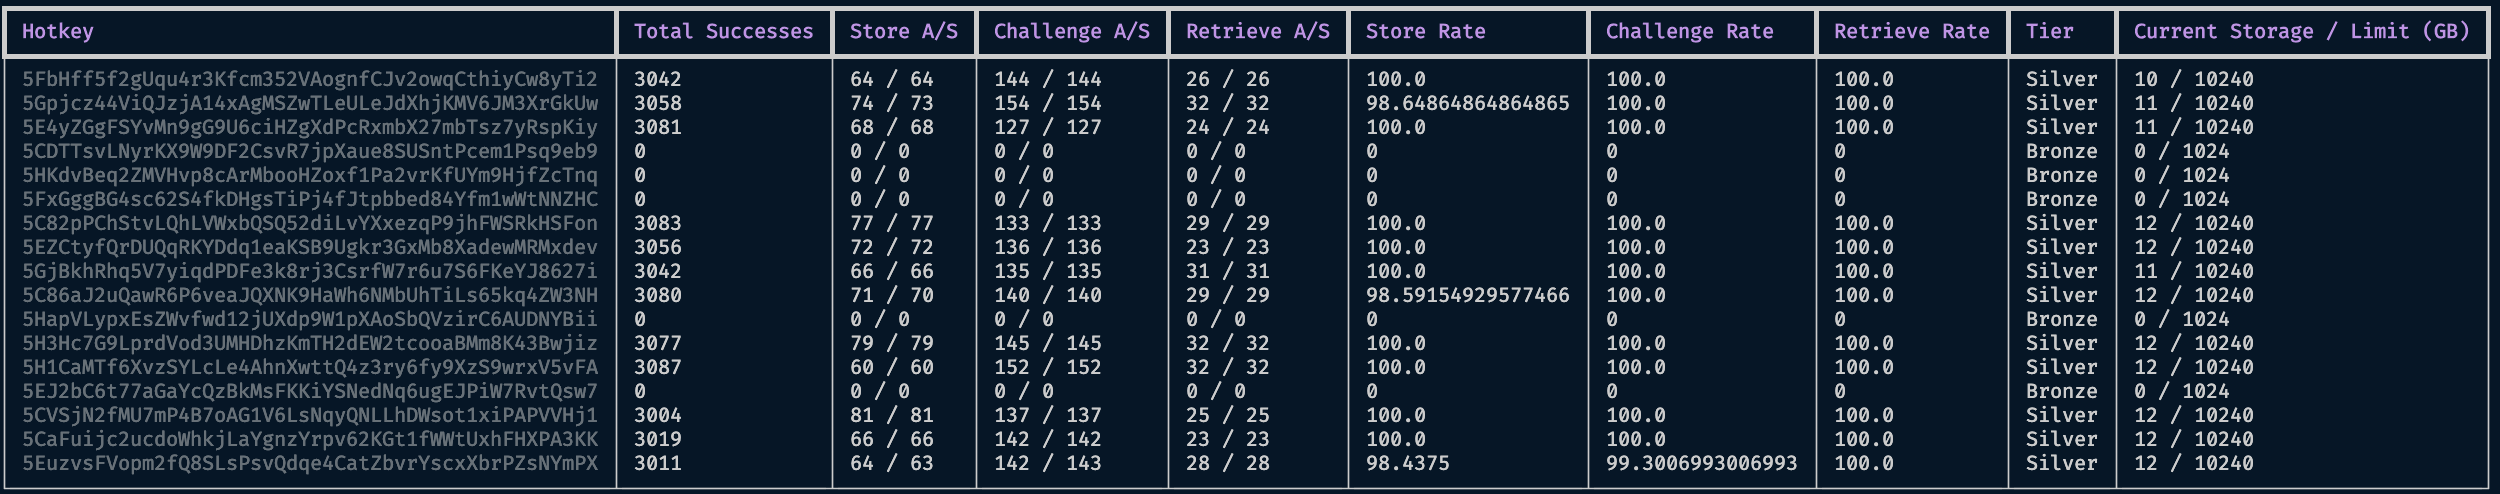 Hotkey Total Successes Store A/S Challenge A/S Retrieve A/S Store Rate Challenge Rate Retrieve Rate Tier Current Storage / Limit (GB)
5FbHff5f2gUqu4r3Kfcm352VAognfCJv2owqCthiyCw8yTi2 3042 64 / 64 144 / 144 26 / 26 100.0 100.0 100.0 Silver 10 / 10240
5Gpjcz44ViQJzjA14xAgMSZwTLeULeJdXhjKMV6JM3XrGkUw 3058 74 / 73 154 / 154 32 / 32 98.64864864864865 100.0 100.0 Silver 11 / 10240
5E4yZGgFSYvMn9gG9U6ciHZgXdPcRxmbX27mbTsz7yRspKiy 3081 68 / 68 127 / 127 24 / 24 100.0 100.0 100.0 Silver 11 / 10240
5CDTTsvLNyrKX9W9DF2CsvR7jpXaue8SUSntPcem1Psq9eb9 0 0 / 0 0 / 0 0 / 0 0 0 0 Bronze 0 / 1024
5HKdvBeq2ZMVHvp8cArMbooHZoxf1Pa2vrKfUYm9HjfZcTnq 0 0 / 0 0 / 0 0 / 0 0 0 0 Bronze 0 / 1024
5FxGggBG4sc62S4fkDHgsTiPj4fJtpbbed84Yfm1wWtNNZHC 0 0 / 0 0 / 0 0 / 0 0 0 0 Bronze 0 / 1024
5C82pPChStvLQhLVWxbQSQ52diLvYXxezqP9jhFWSRkHSFon 3083 77 / 77 133 / 133 29 / 29 100.0 100.0 100.0 Silver 12 / 10240
5EZCtyfQrDUQqRKYDdq1eaKSB9Ugkr3GxMb8XadewMRMxdev 3056 72 / 72 136 / 136 23 / 23 100.0 100.0 100.0 Silver 12 / 10240
5GjBkhRhq5V7yiqdPDFe3k8rj3CsrfW7r6u7S6FKeYJ8627i 3042 66 / 66 135 / 135 31 / 31 100.0 100.0 100.0 Silver 11 / 10240
5C86aJ2uQawR6P6veaJQXNK9HaWh6NMbUhTiLs65kq4ZW3NH 3080 71 / 70 140 / 140 29 / 29 98.59154929577466 100.0 100.0 Silver 12 / 10240
5HapVLypxEsZWvfwd12jUXdp9W1pXAoSbQVzirC6AUDNYBii 0 0 / 0 0 / 0 0 / 0 0 0 0 Bronze 0 / 1024
5H3Hc7G9LprdVod3UMHDhzKmTH2dEW2tcooaBMm8K43Bwjiz 3077 79 / 79 145 / 145 32 / 32 100.0 100.0 100.0 Silver 12 / 10240
5H1CaMTf6XvzSYLcLe4AhnXwttQ4z3ry6fy9XzS9wrxV5vFA 3087 60 / 60 152 / 152 32 / 32 100.0 100.0 100.0 Silver 12 / 10240
5EJ2bC6t77aGaYcQzBkMsFKKiYSNedNq6ugEJPiW7RvtQsw7 0 0 / 0 0 / 0 0 / 0 0 0 0 Bronze 0 / 1024
5CVSjN2fMU7mP4B7oAG1V6LsNqyQNLLhDWsot1xiPAPVVHj1 3004 81 / 81 137 / 137 25 / 25 100.0 100.0 100.0 Silver 12 / 10240
5CaFuijc2ucdoWhkjLaYgnzYrpv62KGt1fWWtUxhFHXPA3KK 3019 66 / 66 142 / 142 23 / 23 100.0 100.0 100.0 Silver 12 / 10240
5EuzvsFVopm2fQ8SLsPsvQdqe4CatZbvrYscxXbrPZsNYmPX 3011 64 / 63 142 / 143 28 / 28 98.4375 99.3006993006993 100.0 Silver 12 / 10240